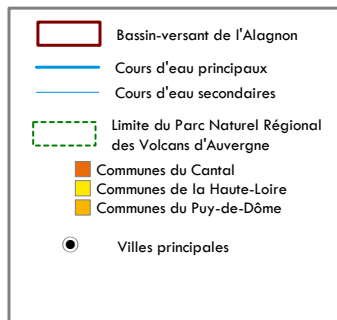 Bassin-versant de l'Alagnon
Cours d'eau principaux
Cours d'eau secondaires
Limite du Parc Naturel Régional
des Volcans d'Auvergne
Communes du Cantal
Communes de la Haute-Loire
Communes du Puy-de-Dôme
Villes principales